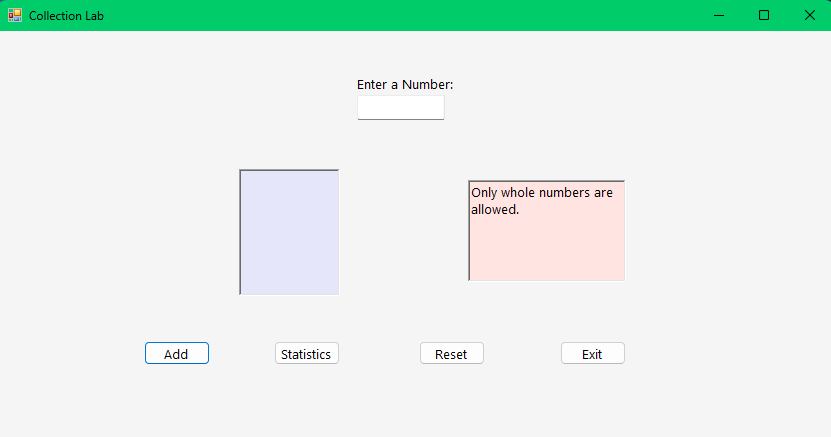 Collection Lab
Enter a Number:
Only whole numbers are
allowed.
Add
Statistics
Reset
Exit